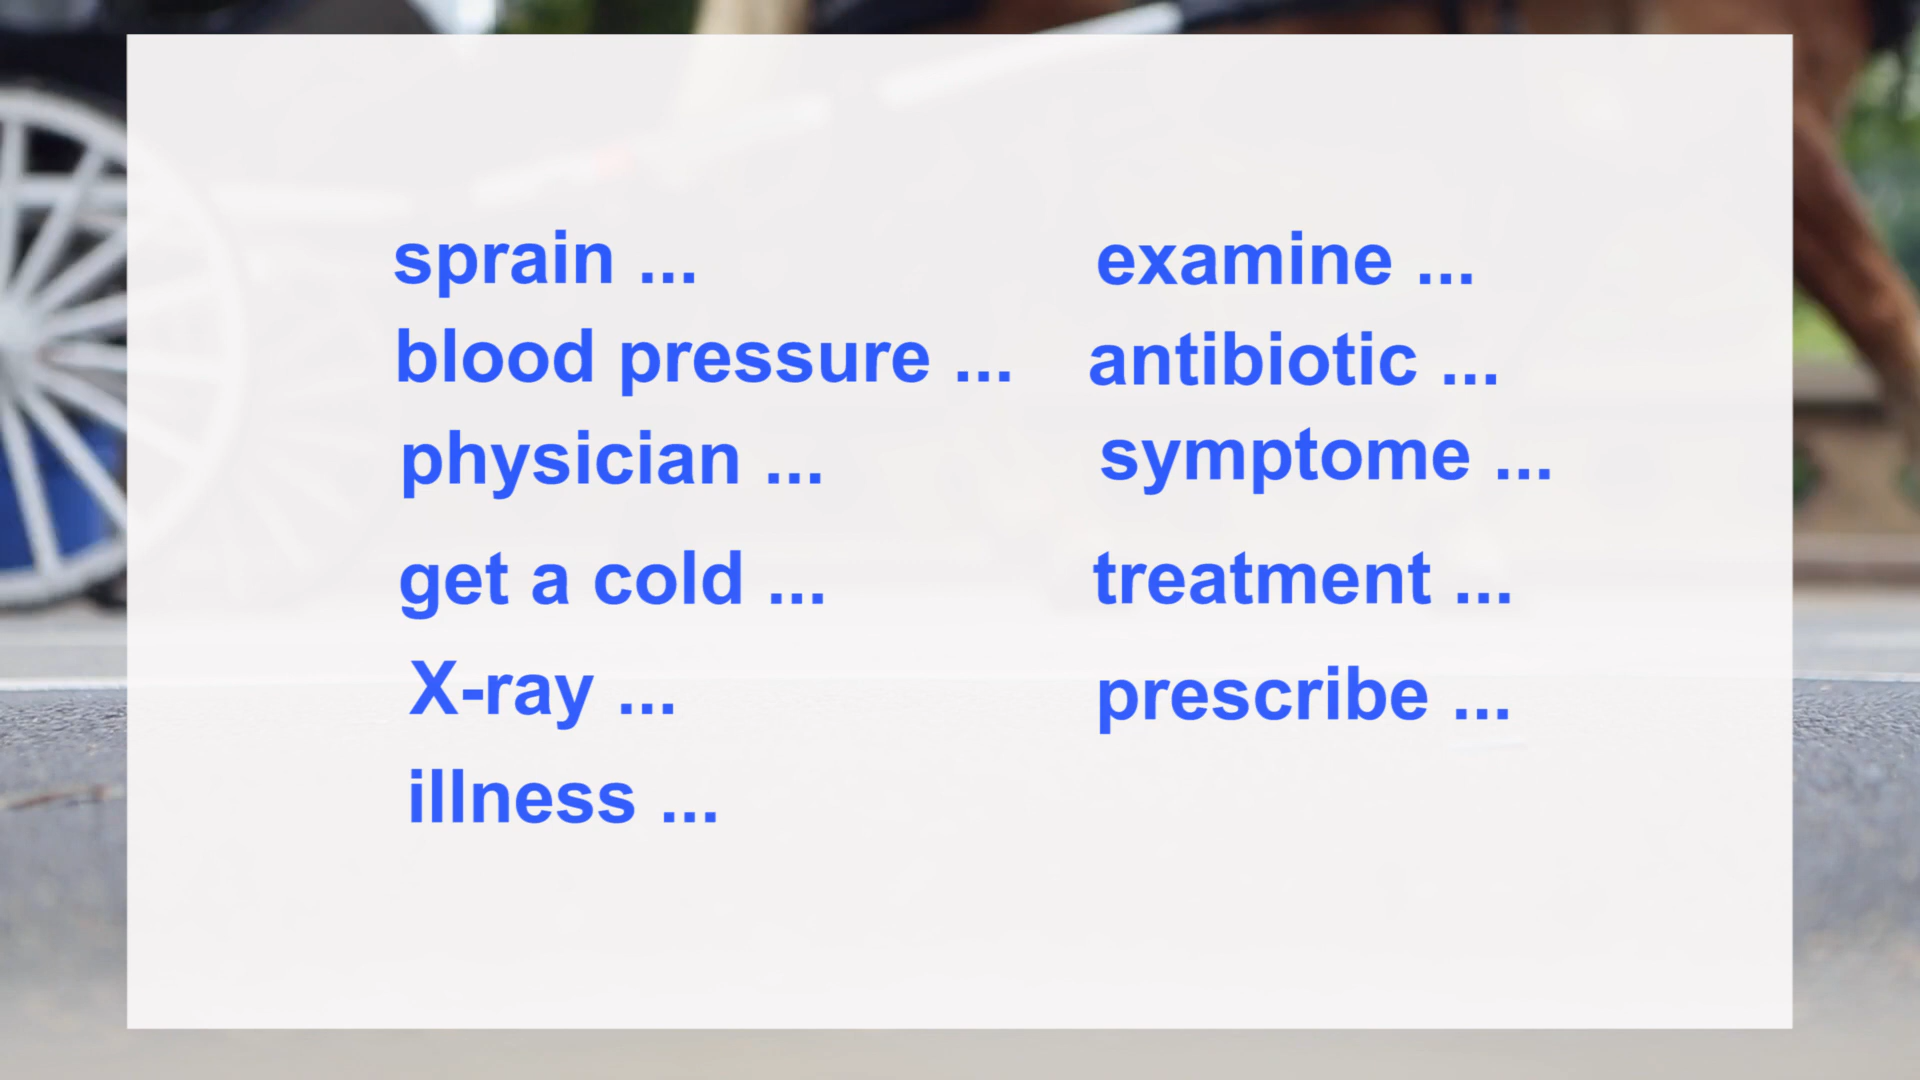 sprain ...
blood pressure ...
physician ...
get a cold ...
X-ray ...
illness ...
examine ...
antibiotic ...
symptome ...
treatment ...
prescribe ...